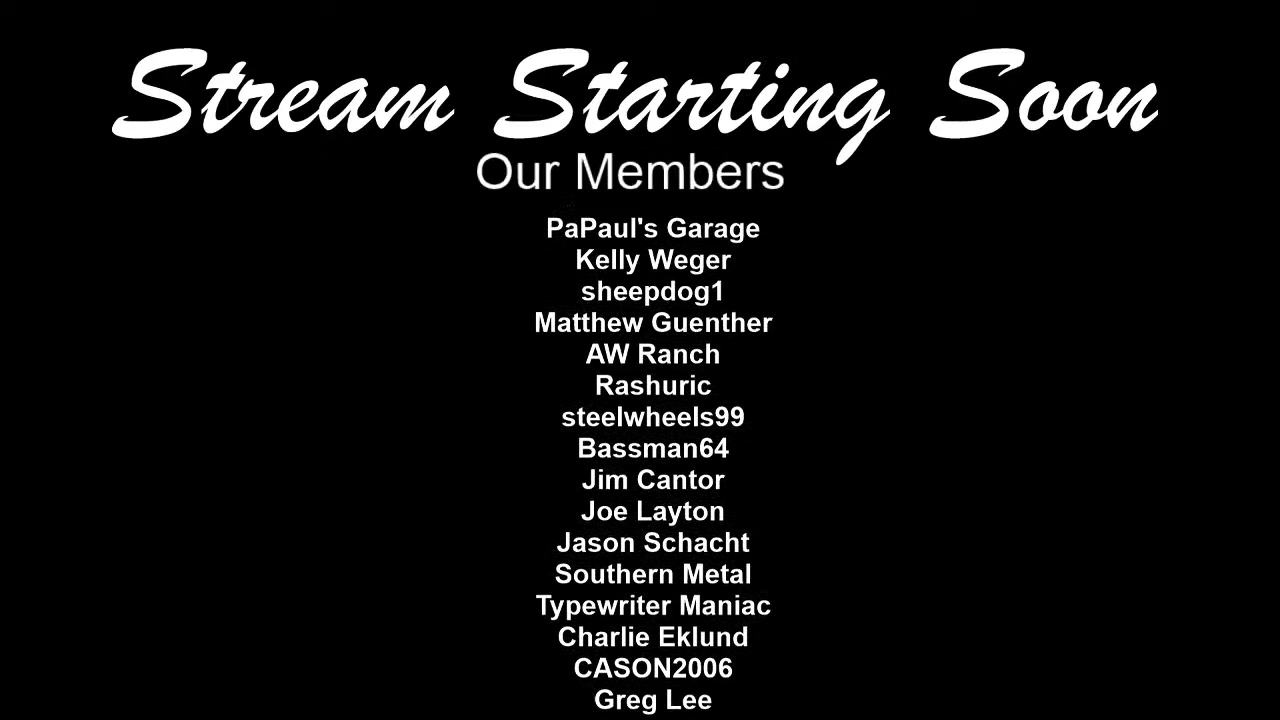 Stream Starting Soon
Our Members
PaPaul's Garage
Kelly Weger
sheepdog1
Matthew Guenther
AW Ranch
Rashuric
steelwheels99
Bassman64
Jim Cantor
Joe Layton
Jason Schacht
Southern Metal
Typewriter Maniac
Charlie Eklund
CASON2006
Greg Lee